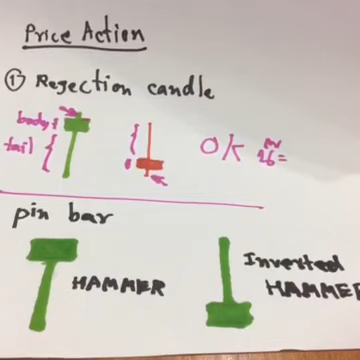 Price Action
① Rejection candle
body
tail
OK
pin bar
HAMMER
Inverted
HAMMER